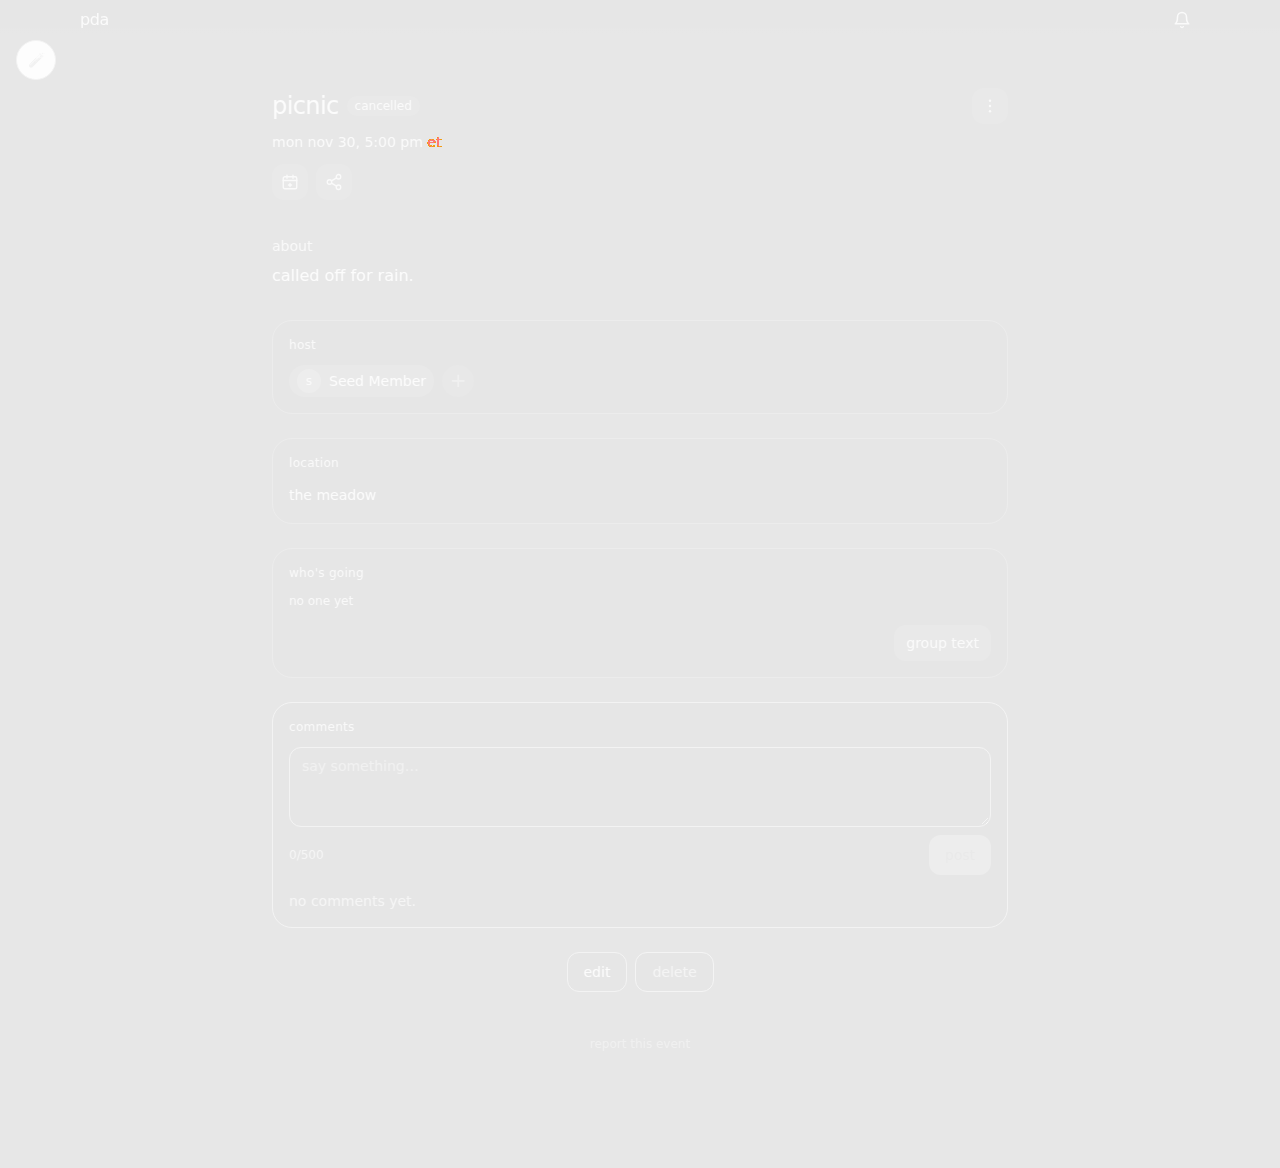 pda
picnic cancelled
mon nov 30, 5:00 pm et
about
called off for rain.
host
S Seed Member +
location
the meadow
who's going
no one yet
group text
comments
say something...
0/500
post
no comments yet.
edit delete
report this event